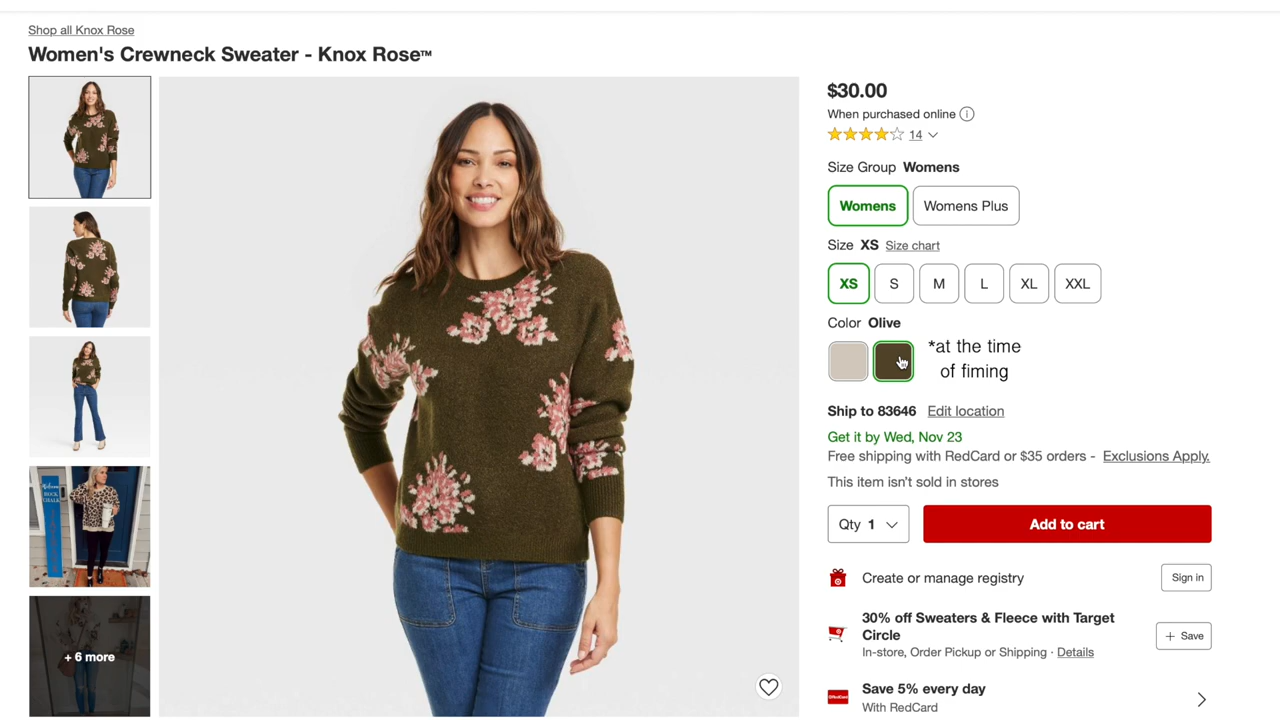 Shop all Knox Rose
Women's Crewneck Sweater - Knox Rose™
+ 6 more
$30.00
When purchased online
14
Size Group Womens
Womens
Womens Plus
Size XS Size chart
XS
S
M
L
XL
XXL
Color Olive
*at the time
of fiming
Ship to 83646 Edit location
Get it by Wed, Nov 23
Free shipping with RedCard or $35 orders - Exclusions Apply.
This item isn't sold in stores
Qty 1
Add to cart
Create or manage registry
Sign in
30% off Sweaters & Fleece with Target
Circle
In-store, Order Pickup or Shipping · Details
+ Save
Save 5% every day
With RedCard